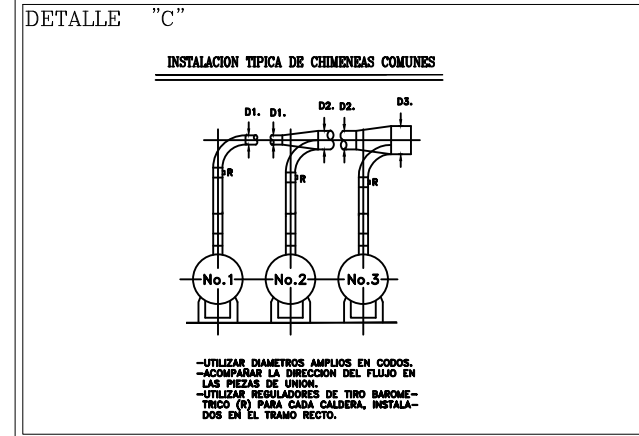 DETALLE "C"
INSTALACION TIPICA DE CHIMENEAS COMUNES
D1. D1. D2. D2. D3.
R R R
No.1 No.2 No.3
-UTILIZAR DIAMETROS AMPLIOS EN CODOS.
-ACOMPAÑAR LA DIRECCION DEL FLUJO EN
LAS PIEZAS DE UNION.
-UTILIZAR REGULADORES DE TIRO BAROME-
TRICO (R) PARA CADA CALDERA, INSTALA-
DOS EN EL TRAMO RECTO.